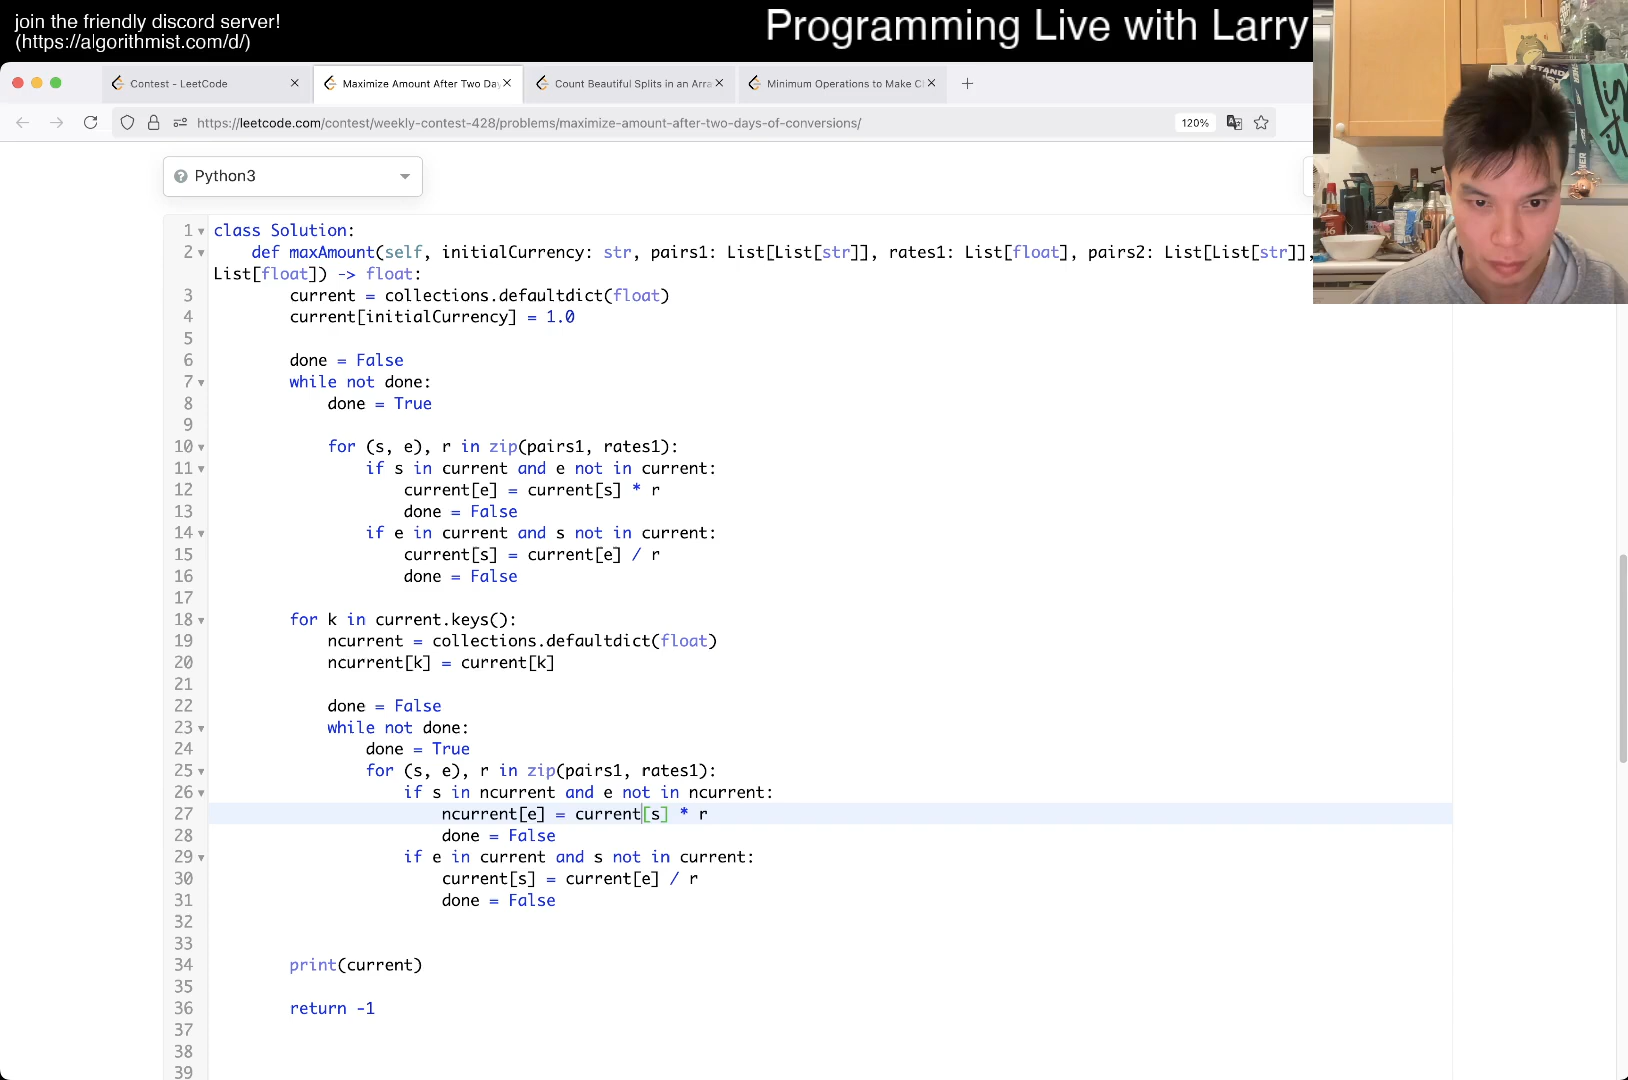 join the friendly discord server!
(https://algorithmist.com/d/)
Programming Live with Larry
Contest - LeetCode
Maximize Amount After Two Da
Count Beautiful Splits in an Arra
Minimum Operations to Make C
https://leetcode.com/contest/weekly-contest-428/problems/maximize-amount-after-two-days-of-conversions/
120%
Python3
1 class Solution:
2     def maxAmount(self, initialCurrency: str, pairs1: List[List[str]], rates1: List[float], pairs2: List[List[str]],
List[float]) -> float:
3         current = collections.defaultdict(float)
4         current[initialCurrency] = 1.0
5
6         done = False
7         while not done:
8             done = True
9
10             for (s, e), r in zip(pairs1, rates1):
11                 if s in current and e not in current:
12                     current[e] = current[s] * r
13                     done = False
14                 if e in current and s not in current:
15                     current[s] = current[e] / r
16                     done = False
17
18         for k in current.keys():
19             ncurrent = collections.defaultdict(float)
20             ncurrent[k] = current[k]
21
22             done = False
23             while not done:
24                 done = True
25                 for (s, e), r in zip(pairs1, rates1):
26                     if s in ncurrent and e not in ncurrent:
27                         ncurrent[e] = current[s] * r
28                         done = False
29                     if e in current and s not in current:
30                         current[s] = current[e] / r
31                         done = False
32
33
34         print(current)
35
36         return -1
37
38
39